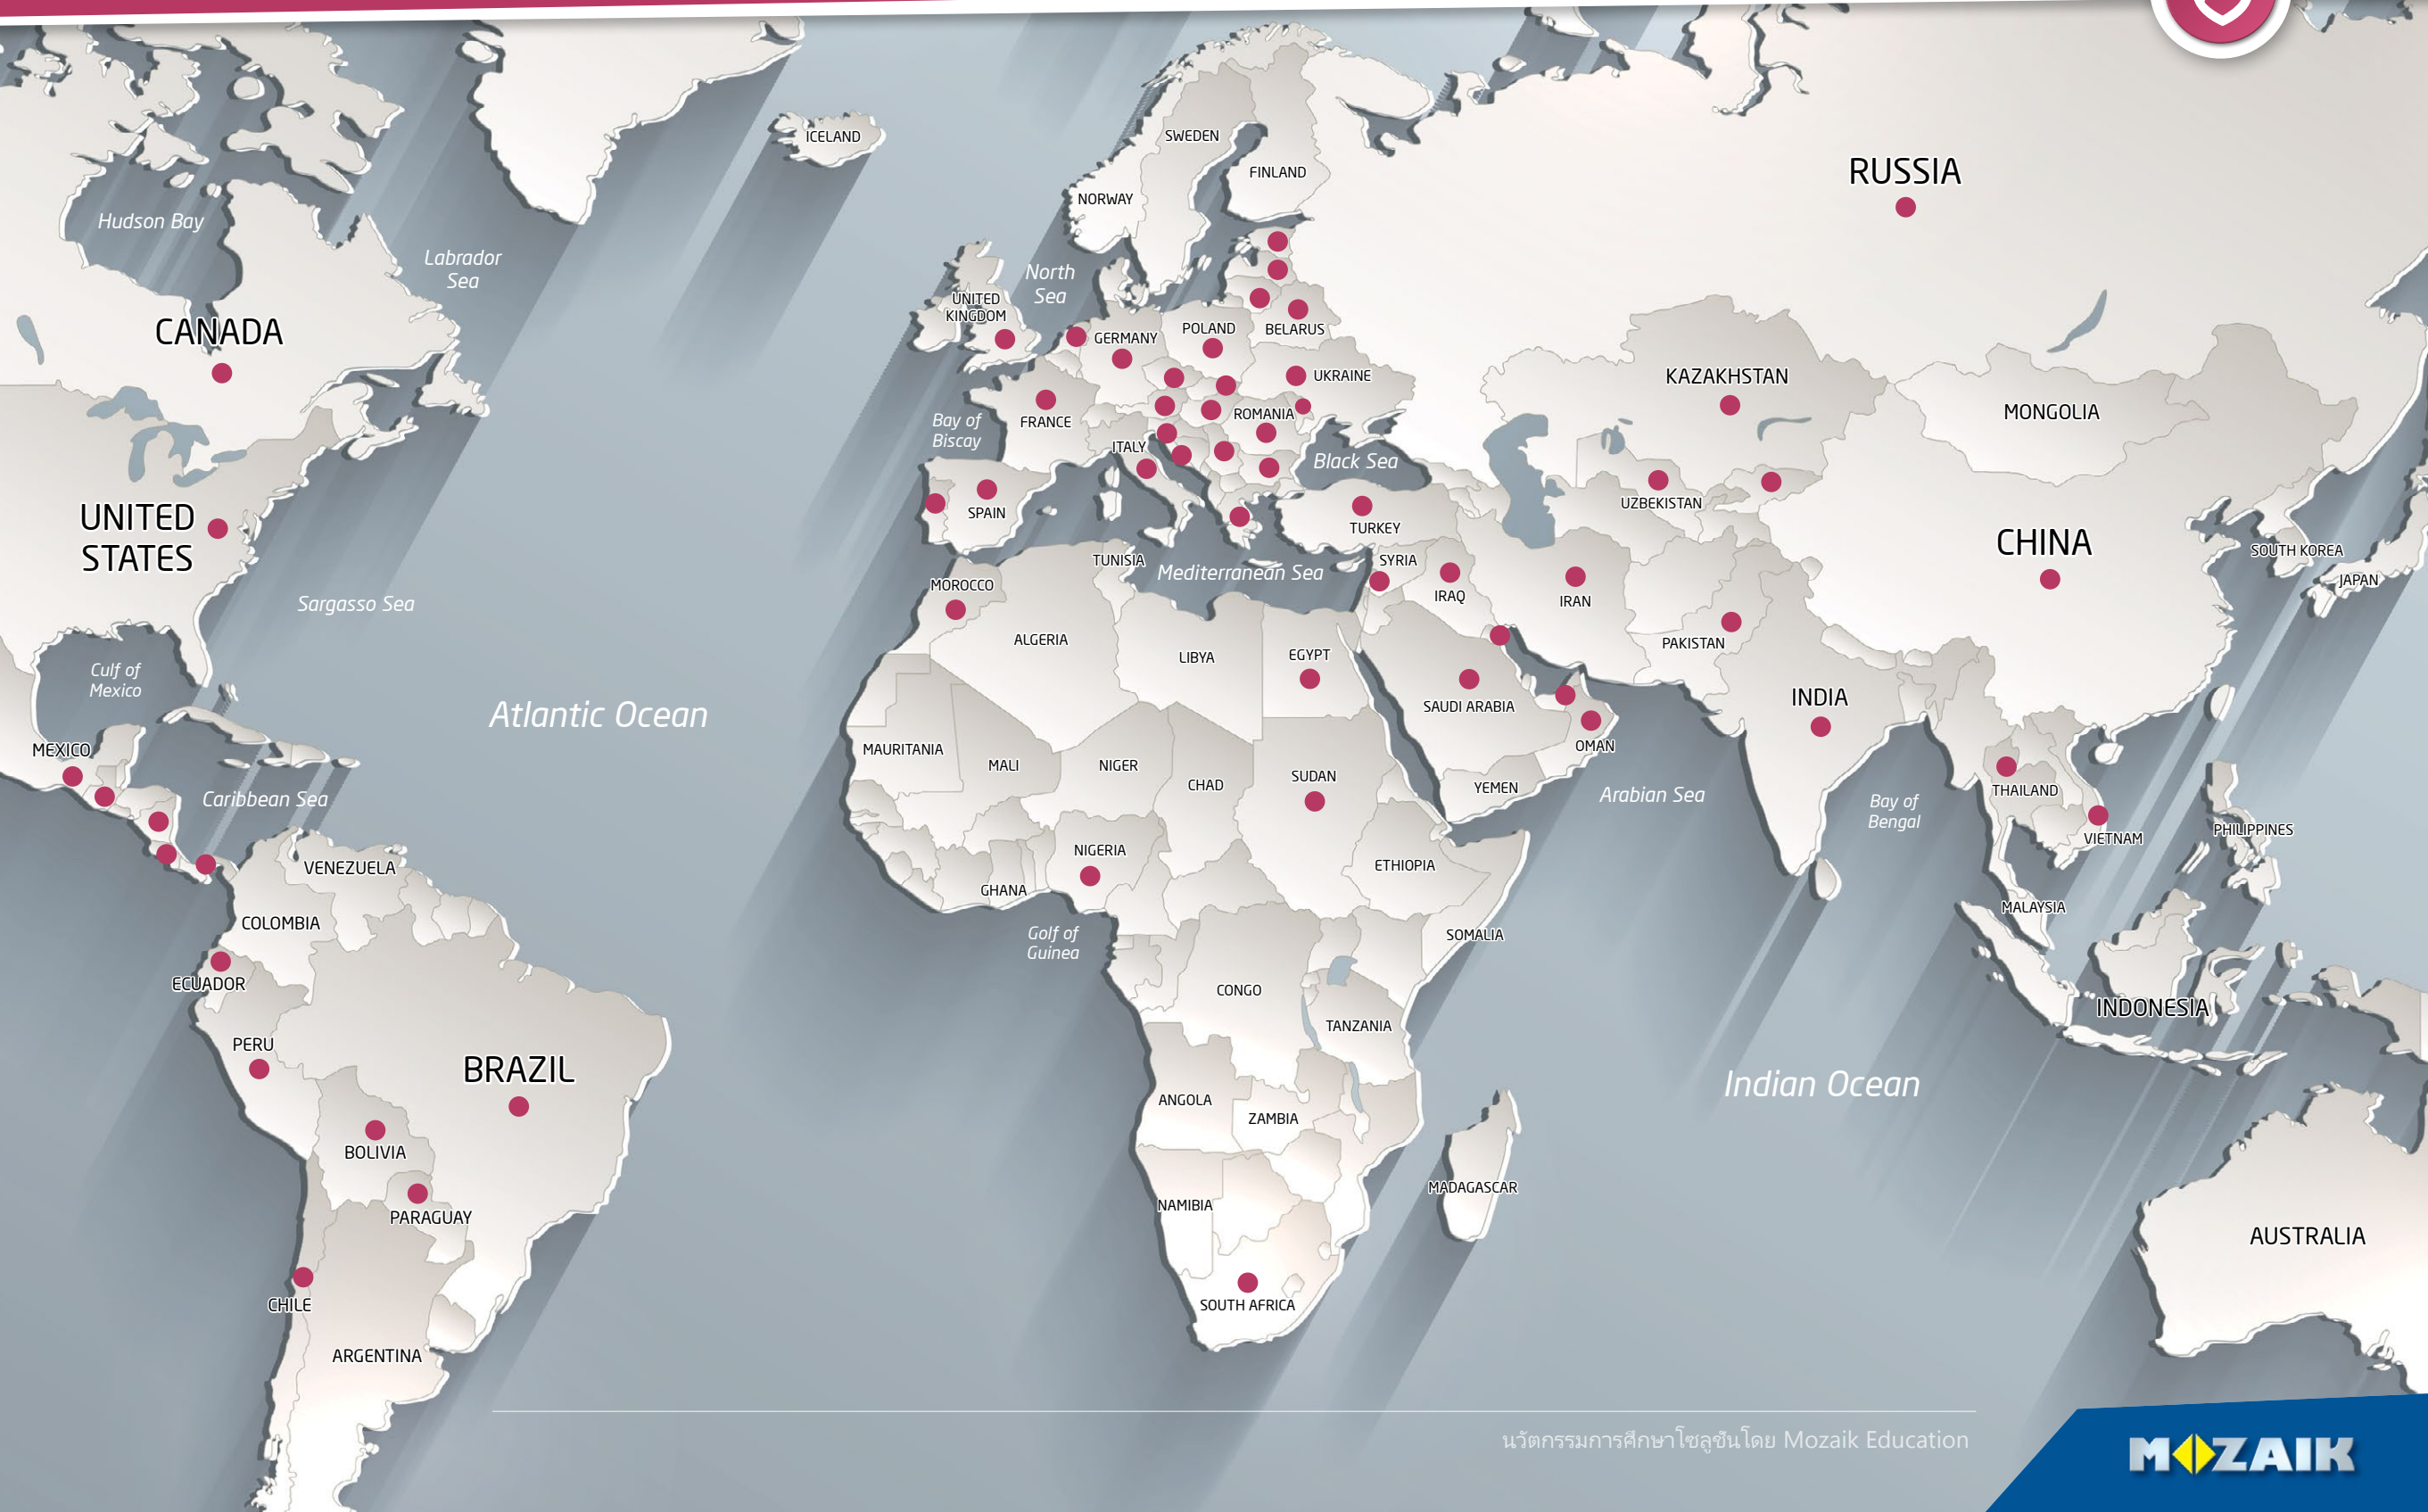 ICELAND
SWEDEN
FINLAND
NORWAY
RUSSIA
Hudson Bay
Labrador
Sea
North
Sea
UNITED
KINGDOM
CANADA
GERMANY
POLAND
BELARUS
UKRAINE
KAZAKHSTAN
MONGOLIA
FRANCE
ROMANIA
Bay of
Biscay
ITALY
Black Sea
UNITED
STATES
SPAIN
TURKEY
UZBEKISTAN
CHINA
SOUTH KOREA
JAPAN
TUNISIA
Mediterranean Sea
SYRIA
MOROCCO
IRAQ
IRAN
Sargasso Sea
ALGERIA
LIBYA
EGYPT
PAKISTAN
Culf of
Mexico
Atlantic Ocean
SAUDI ARABIA
INDIA
OMAN
MEXICO
MAURITANIA
MALI
NIGER
CHAD
SUDAN
YEMEN
Arabian Sea
Bay of
Bengal
THAILAND
Caribbean Sea
VIETNAM
PHILIPPINES
VENEZUELA
NIGERIA
GHANA
ETHIOPIA
COLOMBIA
MALAYSIA
Golf of
Guinea
SOMALIA
ECUADOR
CONGO
INDONESIA
TANZANIA
PERU
BRAZIL
Indian Ocean
ANGOLA
ZAMBIA
BOLIVIA
MADAGASCAR
NAMIBIA
PARAGUAY
AUSTRALIA
CHILE
SOUTH AFRICA
ARGENTINA
นวัตกรรมการศึกษาโซลูชันโดย Mozaik Education
MOZAIK